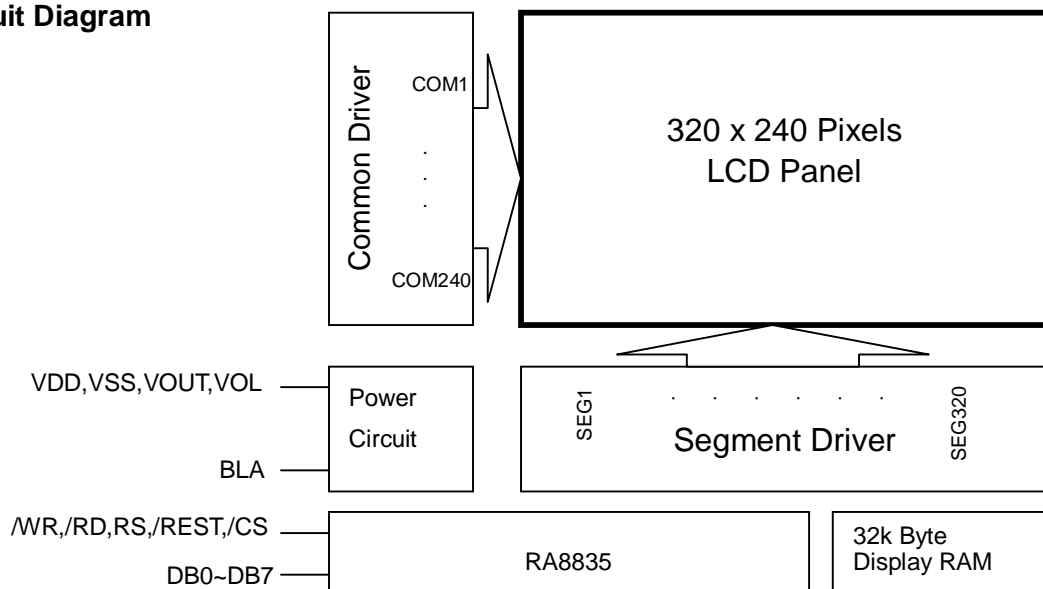 uit Diagram
COM1
Common Driver
. . .
COM240
320 x 240 Pixels
LCD Panel
VDD,VSS,VOUT,VOL
Power
Circuit
BLA
SEG1
. . . . . .
SEG320
Segment Driver
/WR,/RD,RS,/REST,/CS
DB0~DB7
RA8835
32k Byte
Display RAM